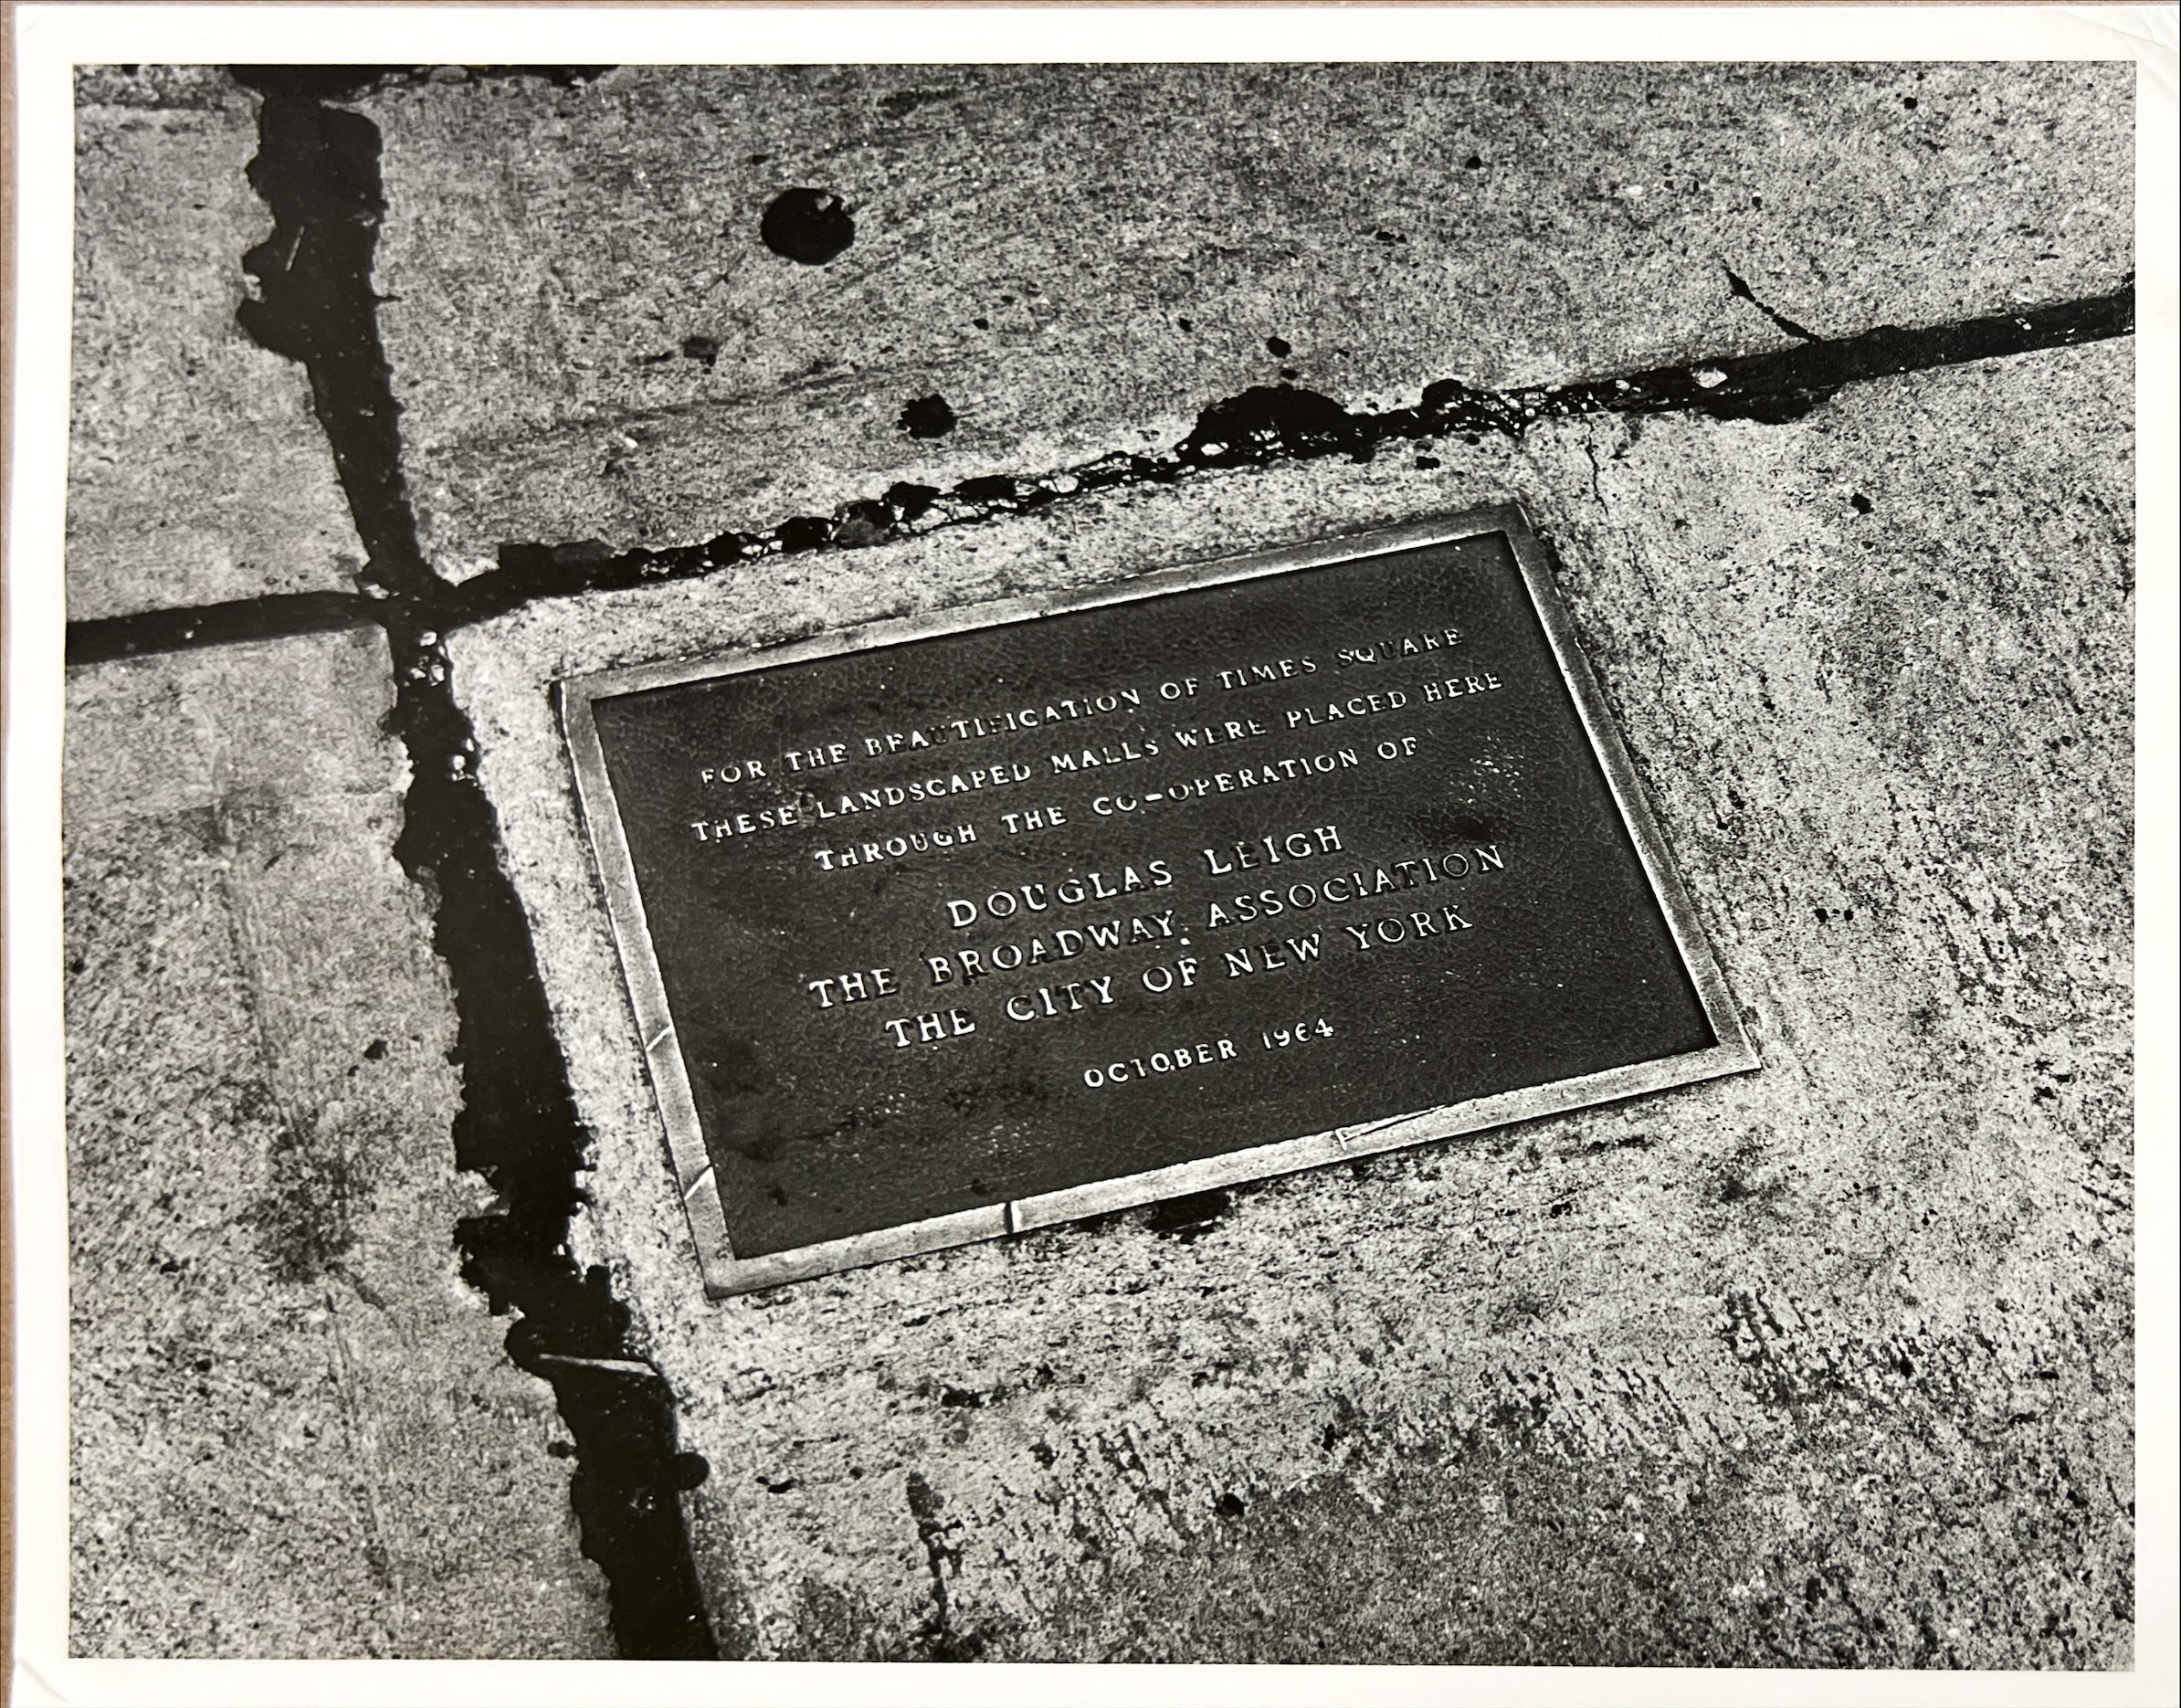 FOR THE BEAUTIFICATION OF TIMES SQUARE
THESE LANDSCAPED MALLS WERE PLACED HERE
THROUGH THE CO-OPERATION OF
DOUGLAS LEIGH
THE BROADWAY ASSOCIATION
THE CITY OF NEW YORK
OCTOBER 1964